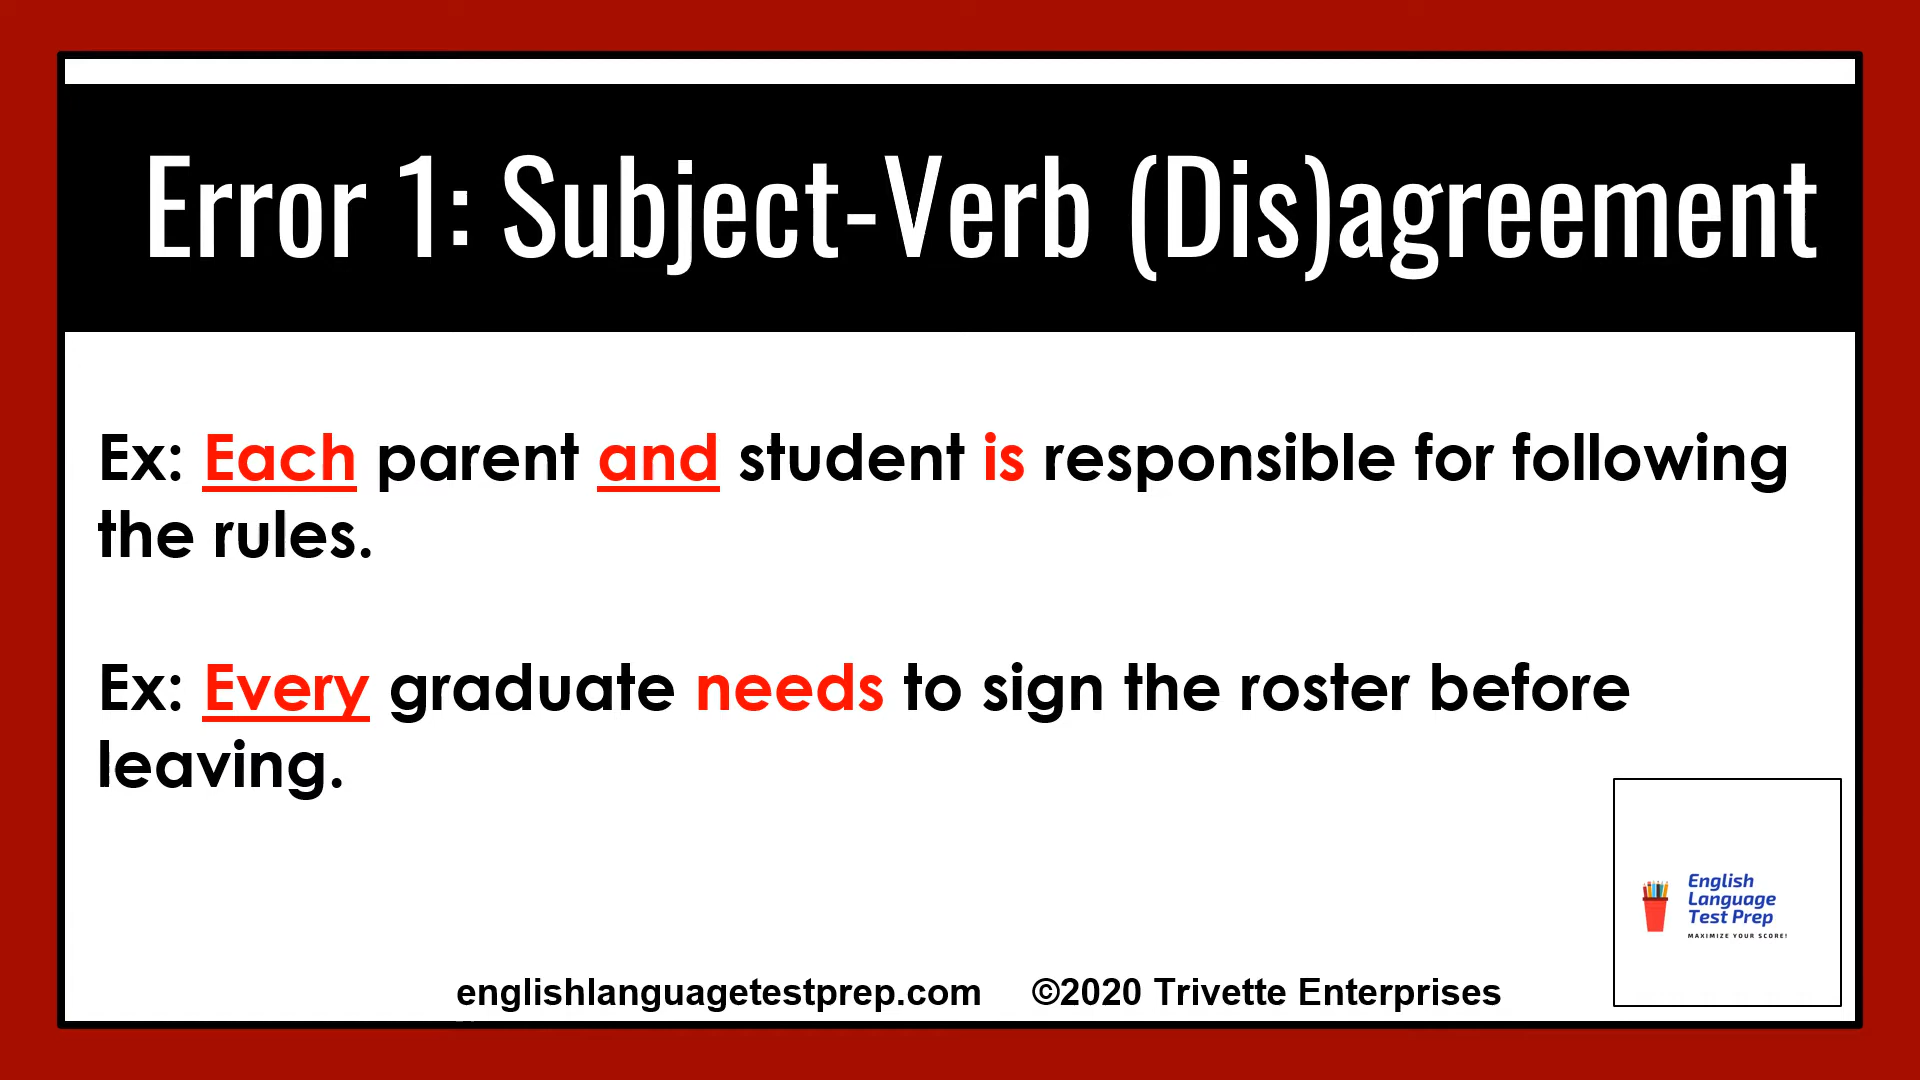 Error 1: Subject-Verb (Dis)agreement
Ex: Each parent and student is responsible for following
the rules.
Ex: Every graduate needs to sign the roster before
leaving.
English
Language
Test Prep
MAXIMIZE YOUR SCORE!
englishlanguagetestprep.com ©2020 Trivette Enterprises